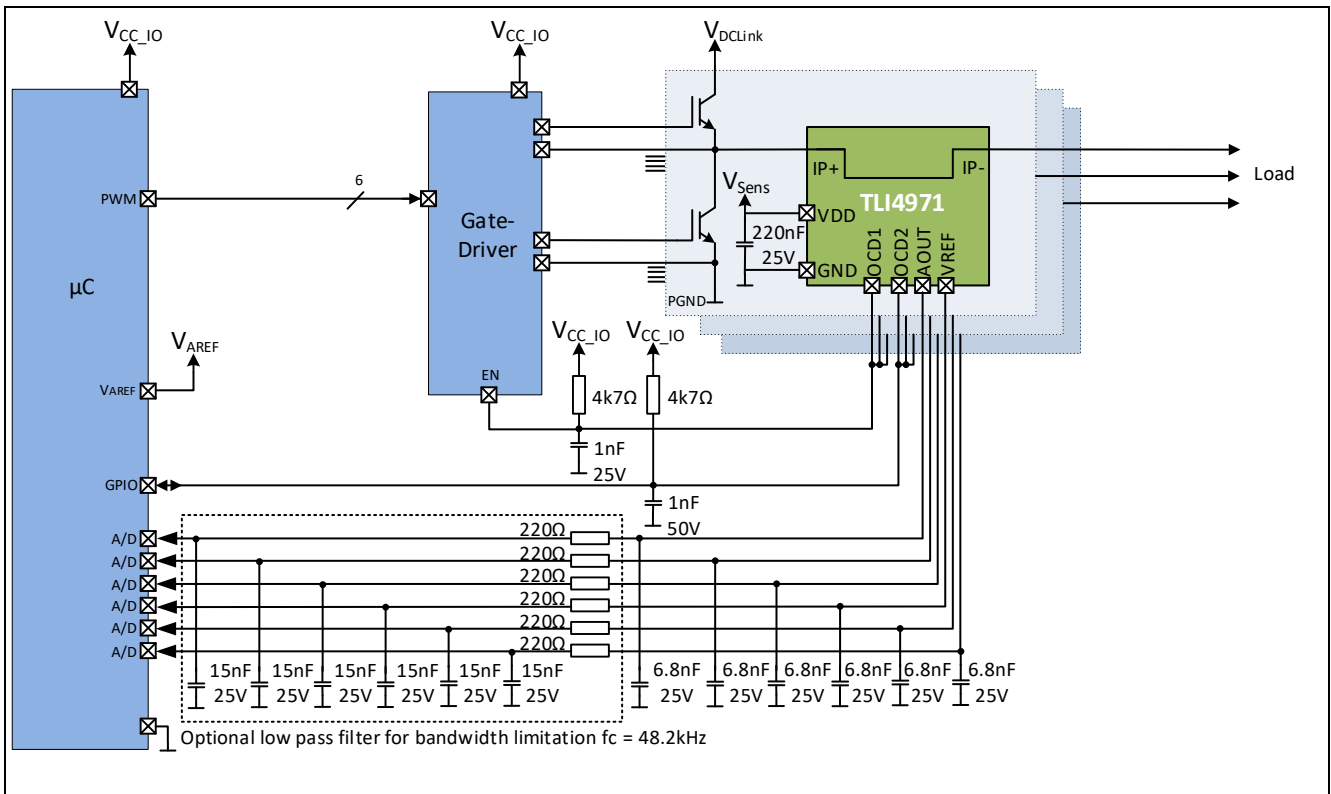 VCC_IO
VCC_IO
VDCLink
PWM
6
Gate-
Driver
µC
IP+
IP-
TLI4971
Load
VSens
VDD
220nF
25V
GND
OCD1
OCD2
AOUT
VREF
PGND
VAREF
VAREF
VCC_IO
VCC_IO
EN
4k7Ω
4k7Ω
1nF
25V
GPIO
1nF
50V
A/D
220Ω
A/D
220Ω
A/D
220Ω
A/D
220Ω
A/D
220Ω
A/D
220Ω
15nF 15nF 15nF 15nF 15nF 15nF 6.8nF 6.8nF 6.8nF 6.8nF 6.8nF 6.8nF
25V 25V 25V 25V 25V 25V 25V 25V 25V 25V 25V 25V
Optional low pass filter for bandwidth limitation fc = 48.2kHz